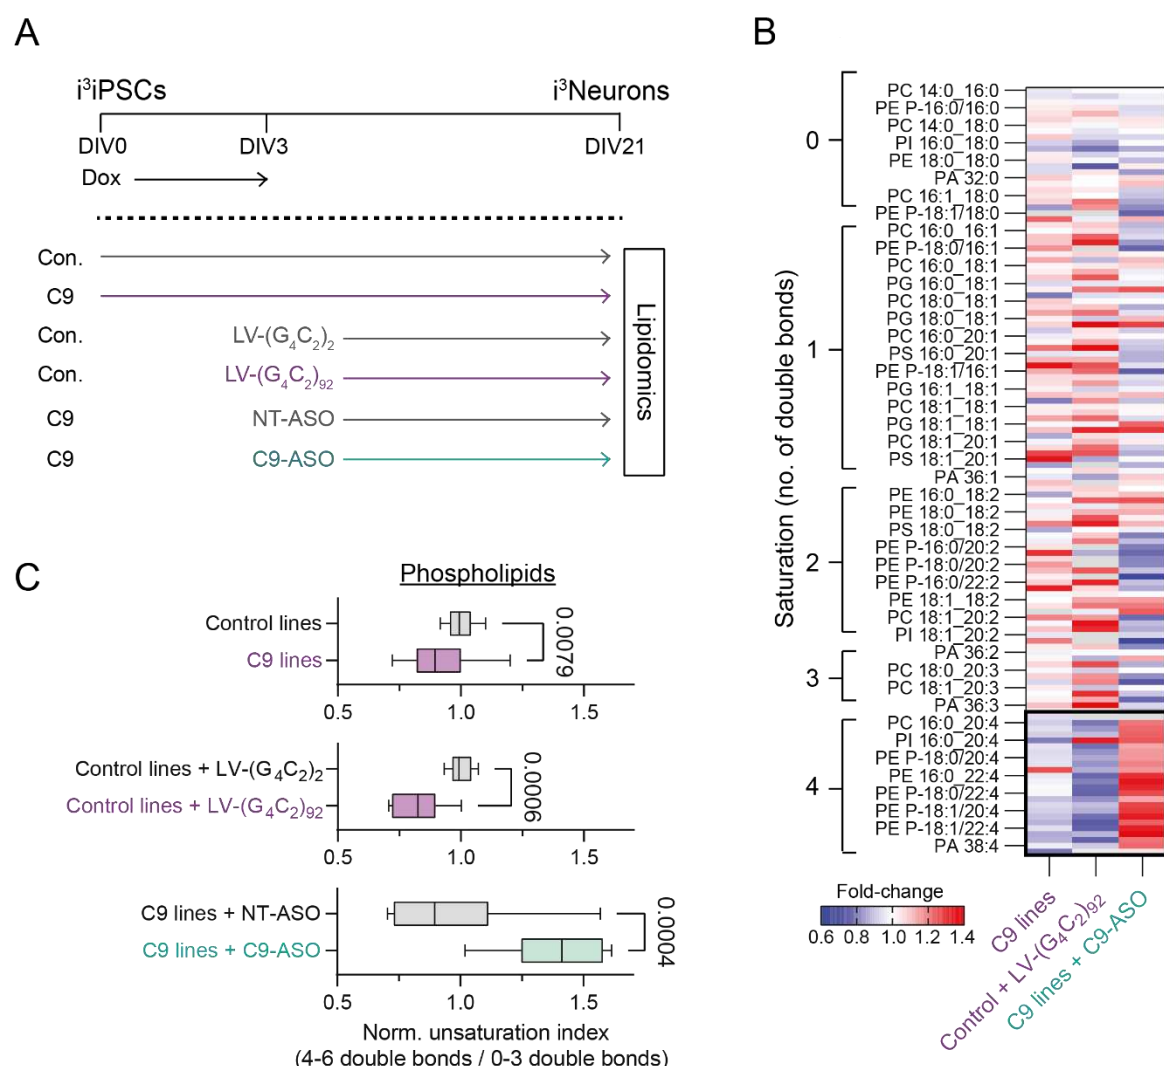 A
i³iPSCs
i³Neurons
DIV0
DIV3
DIV21
Dox
Con.
C9
Con.
LV-(G₄C₂)₂
Con.
LV-(G₄C₂)₉₂
C9
NT-ASO
C9
C9-ASO
Lipidomics
B
Saturation (no. of double bonds)
0
1
2
3
4
PC 14:0_16:0
PE P-16:0/16:0
PC 14:0_18:0
PI 16:0_18:0
PE 18:0_18:0
PA 32:0
PC 16:1_18:0
PE P-18:1/18:0
PC 16:0_16:1
PE P-18:0/16:1
PC 16:0_18:1
PG 16:0_18:1
PC 18:0_18:1
PG 18:0_18:1
PC 16:0_20:1
PS 16:0_20:1
PE P-18:1/16:1
PG 16:1_18:1
PC 18:1_18:1
PG 18:1_18:1
PC 18:1_20:1
PS 18:1_20:1
PA 36:1
PE 16:0_18:2
PE 18:0_18:2
PS 18:0_18:2
PE P-16:0/20:2
PE P-18:0/20:2
PE P-16:0/22:2
PE 18:1_18:2
PC 18:1_20:2
PI 18:1_20:2
PA 36:2
PC 18:0_20:3
PC 18:1_20:3
PA 36:3
PC 16:0_20:4
PI 16:0_20:4
PE P-18:0/20:4
PE 16:0_22:4
PE P-18:0/22:4
PE P-18:1/20:4
PE P-18:1/22:4
PA 38:4
Fold-change
0.6 0.8 1.0 1.2 1.4
C9 lines
Control + LV-(G₄C₂)₉₂
C9 lines + C9-ASO
C
Phospholipids
Control lines
C9 lines
0.0079
0.5 1.0 1.5
Control lines + LV-(G₄C₂)₂
Control lines + LV-(G₄C₂)₉₂
0.0006
0.5 1.0 1.5
C9 lines + NT-ASO
C9 lines + C9-ASO
0.0004
0.5 1.0 1.5
Norm. unsaturation index
(4-6 double bonds / 0-3 double bonds)